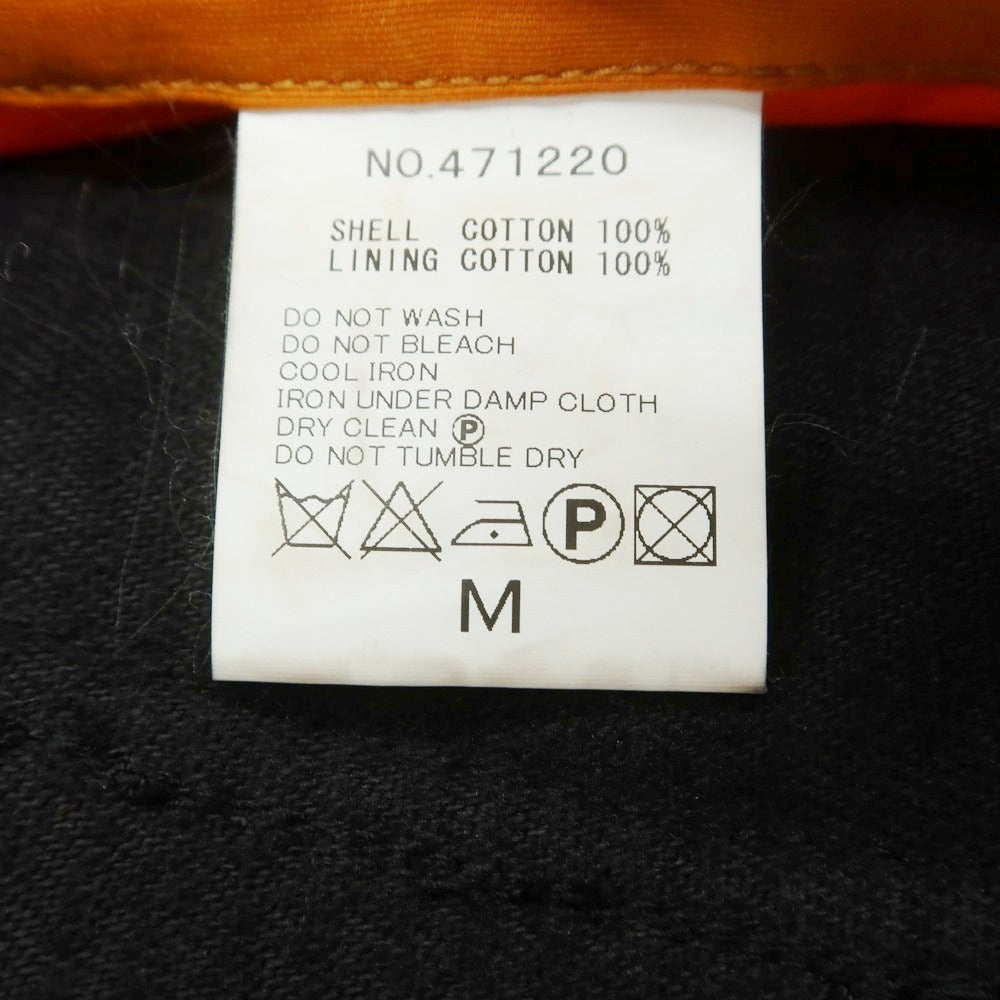 NO.471220
SHELL COTTON 100%
LINING COTTON 100%
DO NOT WASH
DO NOT BLEACH
COOL IRON
IRON UNDER DAMP CLOTH
DRY CLEAN Ⓟ
DO NOT TUMBLE DRY
P
M